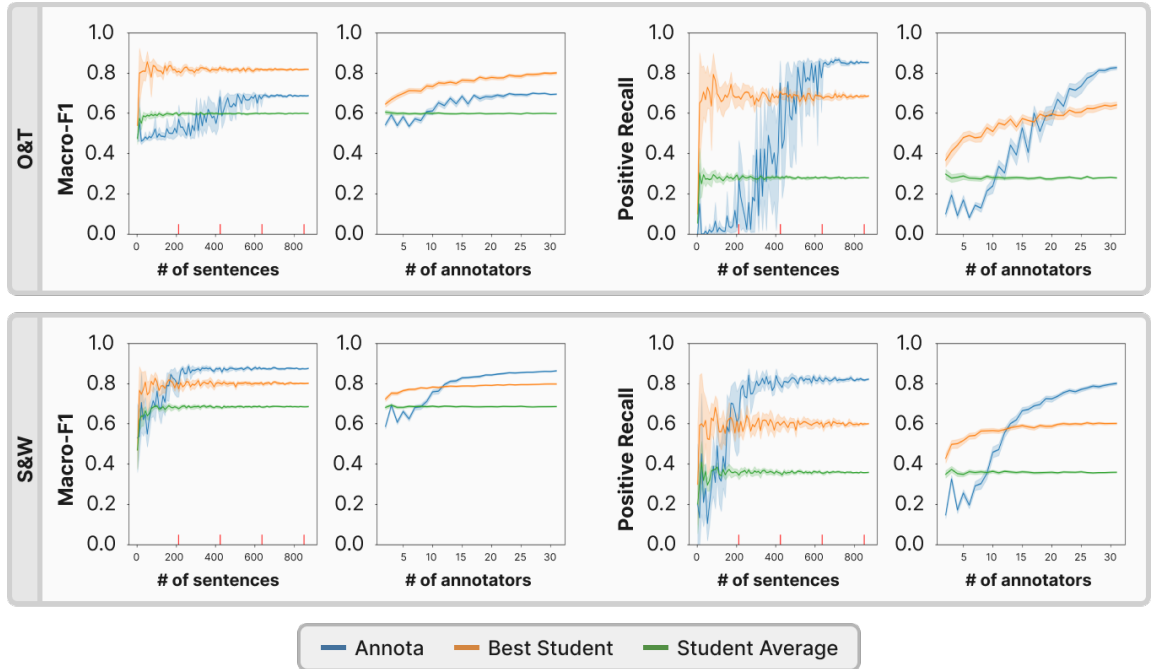 O&T
Macro-F1
1.0
0.8
0.6
0.4
0.2
0.0
0 200 400 600 800
# of sentences
1.0
0.8
0.6
0.4
0.2
0.0
5 10 15 20 25 30
# of annotators
Positive Recall
1.0
0.8
0.6
0.4
0.2
0.0
0 200 400 600 800
# of sentences
1.0
0.8
0.6
0.4
0.2
0.0
5 10 15 20 25 30
# of annotators
S&W
Macro-F1
1.0
0.8
0.6
0.4
0.2
0.0
0 200 400 600 800
# of sentences
1.0
0.8
0.6
0.4
0.2
0.0
5 10 15 20 25 30
# of annotators
Positive Recall
1.0
0.8
0.6
0.4
0.2
0.0
0 200 400 600 800
# of sentences
1.0
0.8
0.6
0.4
0.2
0.0
5 10 15 20 25 30
# of annotators
Annota Best Student Student Average